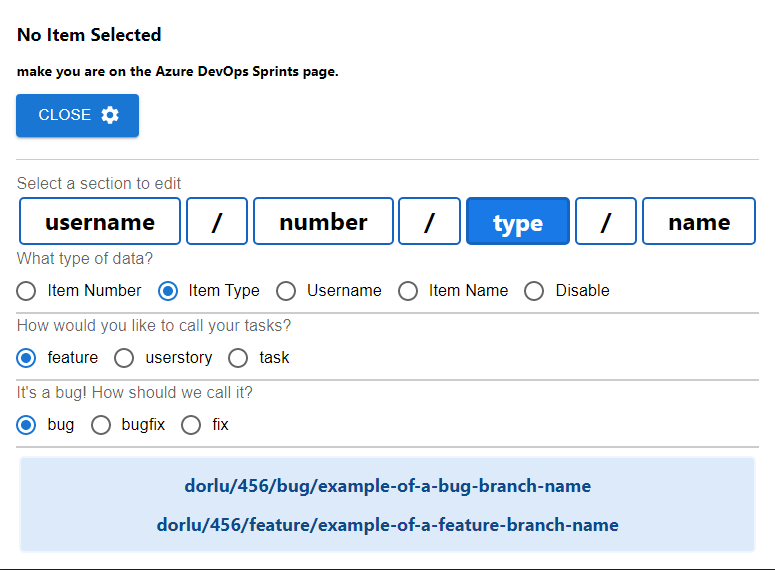 No Item Selected
make you are on the Azure DevOps Sprints page.
CLOSE
Select a section to edit
username / number / type / name
What type of data?
Item Number Item Type Username Item Name Disable
How would you like to call your tasks?
feature userstory task
It's a bug! How should we call it?
bug bugfix fix
dorlu/456/bug/example-of-a-bug-branch-name
dorlu/456/feature/example-of-a-feature-branch-name